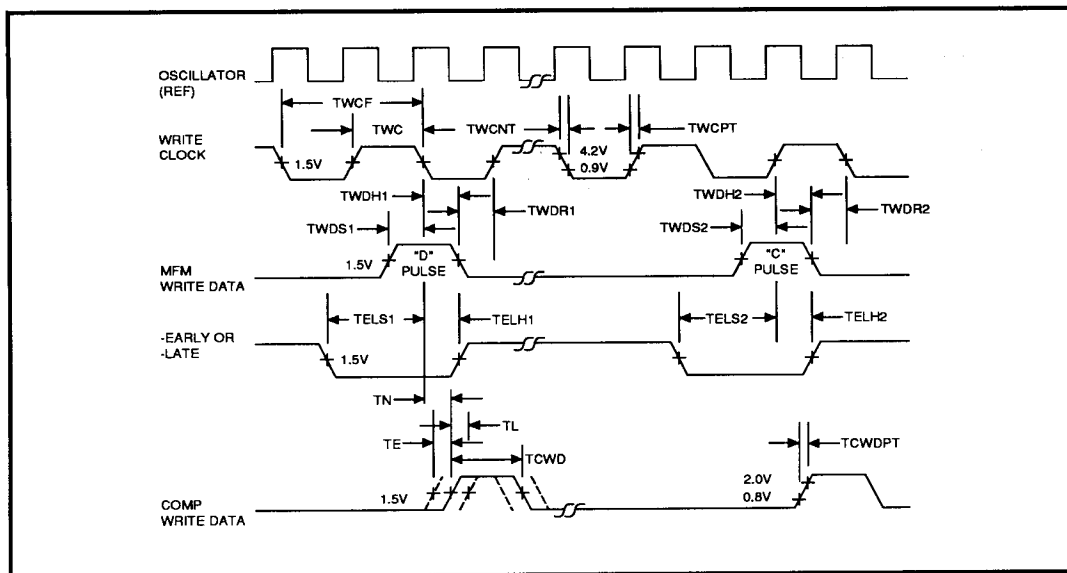 OSCILLATOR
(REF)
TWCF
WRITE
CLOCK
TWC
TWCNT
TWCPT
1.5V
4.2V
0.9V
TWDH1
TWDR1
TWDS1
TWDH2
TWDR2
TWDS2
MFM
WRITE DATA
1.5V
"D"
PULSE
"C"
PULSE
-EARLY OR
-LATE
TELS1
TELH1
TELS2
TELH2
1.5V
TN
TL
TE
TCWD
TCWDPT
COMP
WRITE DATA
1.5V
2.0V
0.8V